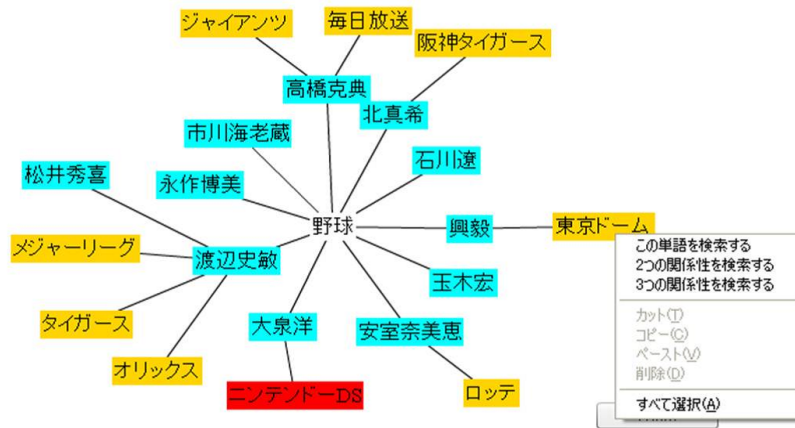 ジャイアンツ
毎日放送
阪神タイガース
高橋克典
北真希
市川海老蔵
石川遼
松井秀喜
永作博美
野球
興毅
東京ドーム
メジャーリーグ
渡辺史敏
玉木宏
タイガース
大泉洋
安室奈美恵
オリックス
ニンテンドーDS
ロッテ
この単語を検索する
2つの関係性を検索する
3つの関係性を検索する
カット(T)
コピー(C)
ペースト(V)
削除(D)
すべて選択(A)